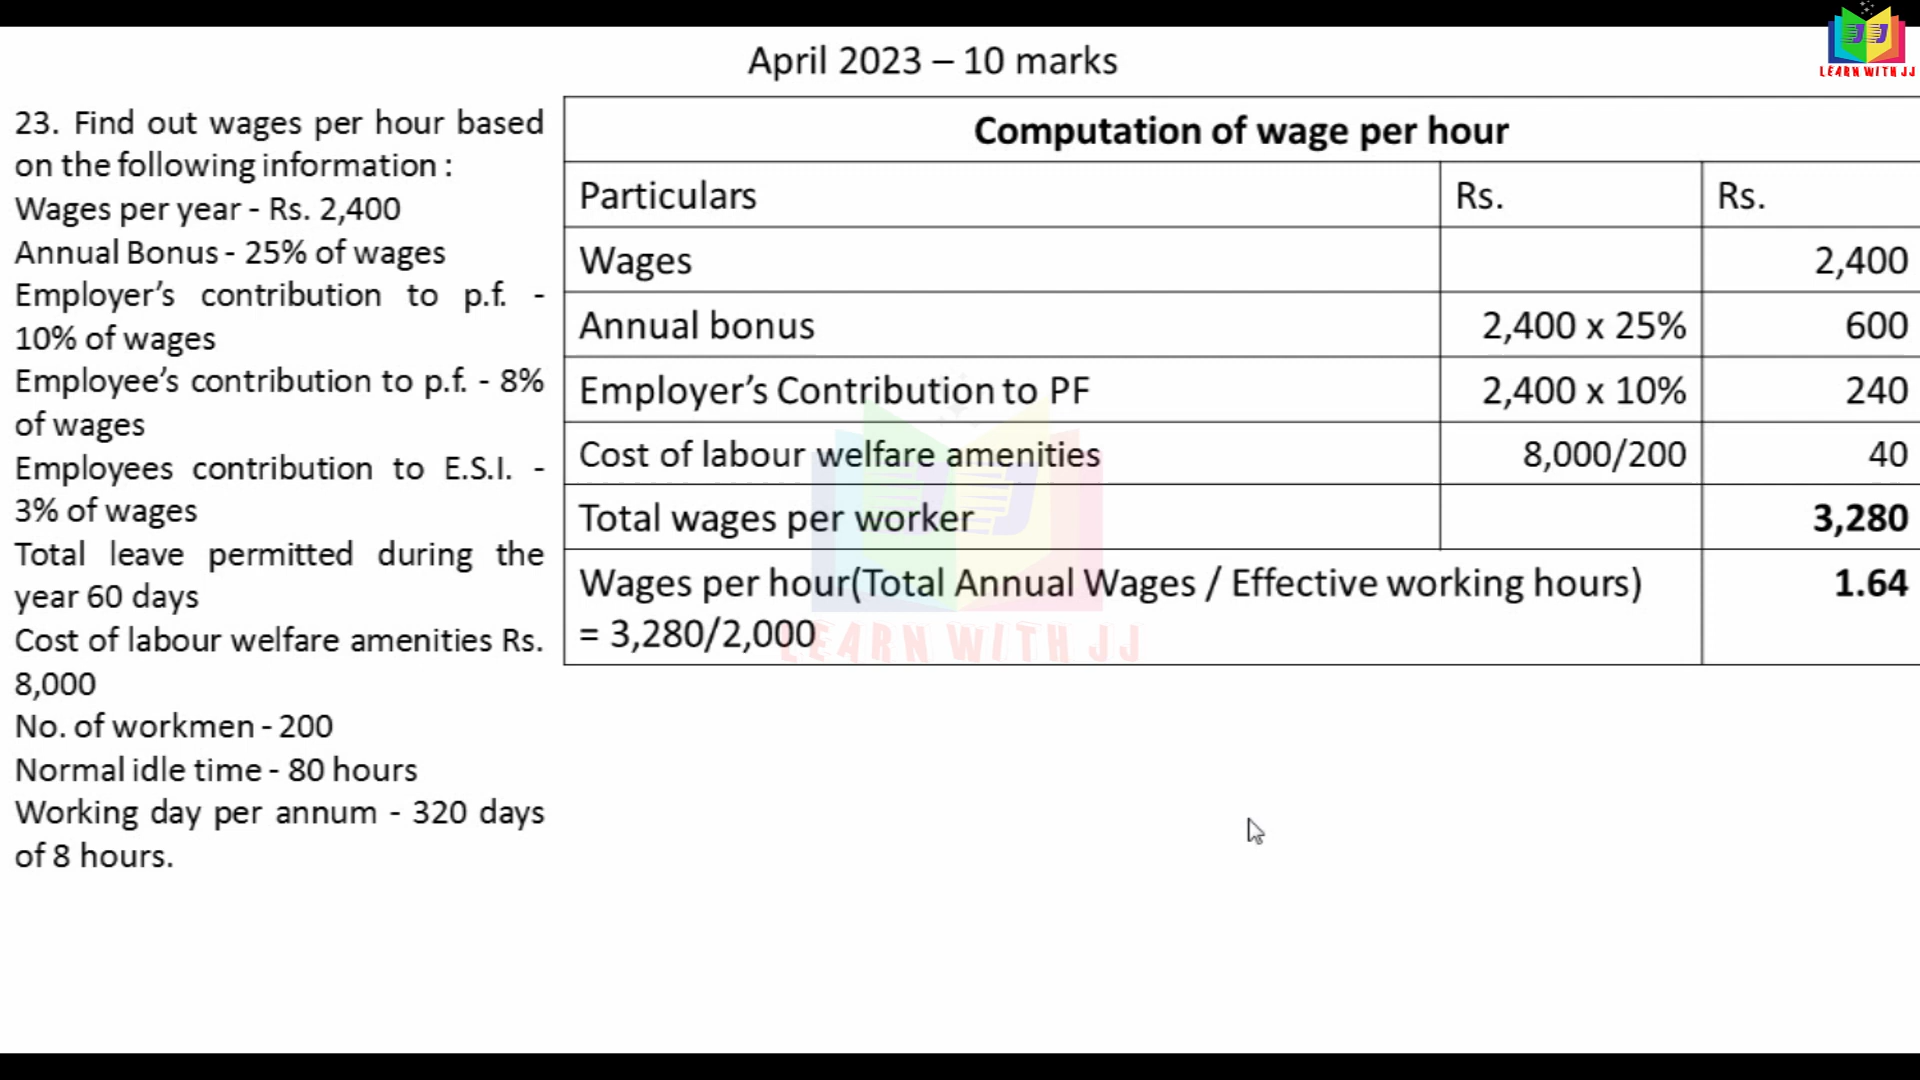 LEARN WITH JJ
April 2023 – 10 marks
23. Find out wages per hour based
on the following information :
Wages per year - Rs. 2,400
Annual Bonus - 25% of wages
Employer’s contribution to p.f. -
10% of wages
Employee’s contribution to p.f. - 8%
of wages
Employees contribution to E.S.I. -
3% of wages
Total leave permitted during the
year 60 days
Cost of labour welfare amenities Rs.
8,000
No. of workmen - 200
Normal idle time - 80 hours
Working day per annum - 320 days
of 8 hours.
Computation of wage per hour
Particulars Rs. Rs.
Wages 2,400
Annual bonus 2,400 x 25% 600
Employer’s Contribution to PF 2,400 x 10% 240
Cost of labour welfare amenities 8,000/200 40
Total wages per worker 3,280
Wages per hour(Total Annual Wages / Effective working hours) 1.64
= 3,280/2,000
LEARN WITH JJ